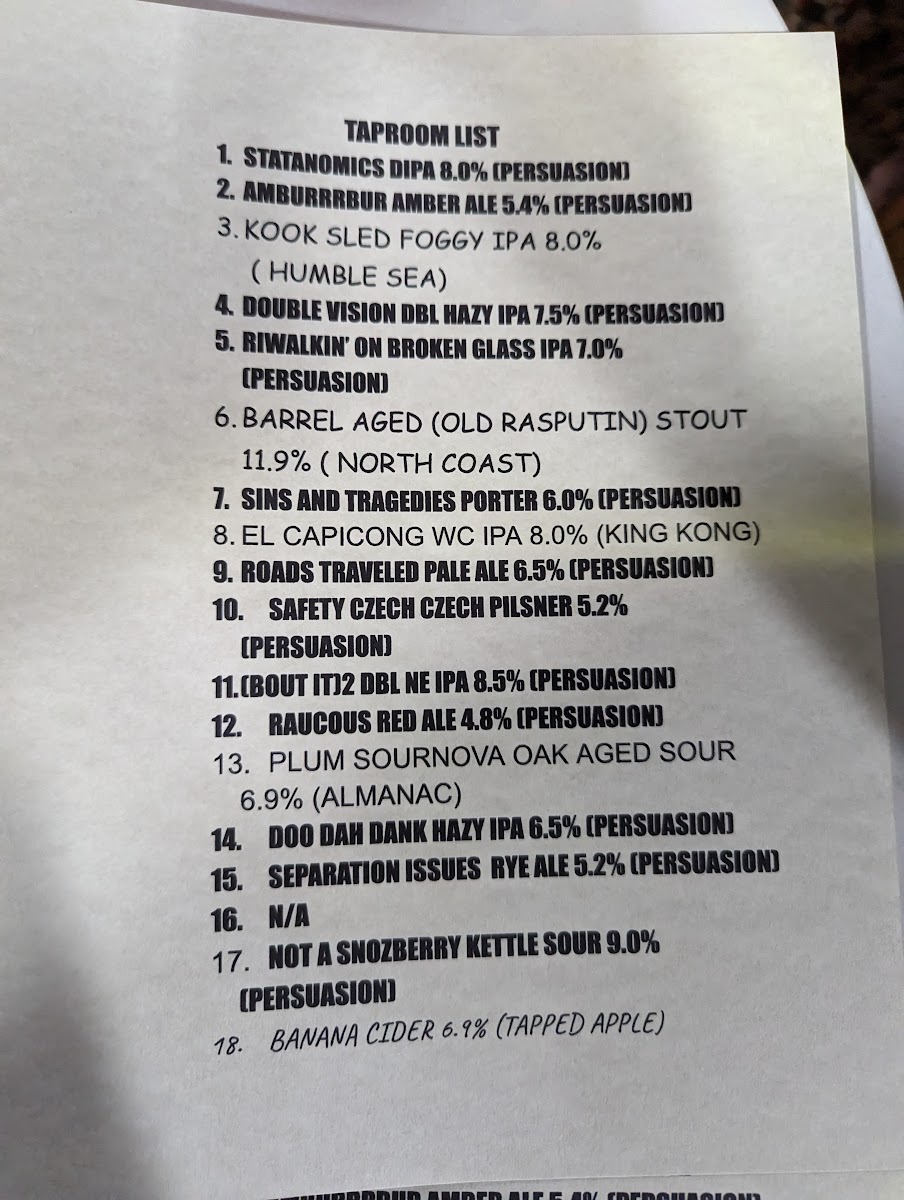 TAPROOM LIST
1. STATANOMICS DIPA 8.0% (PERSUASION)
2. AMBURRRBUR AMBER ALE 5.4% (PERSUASION)
3. KOOK SLED FOGGY IPA 8.0%
( HUMBLE SEA)
4. DOUBLE VISION DBL HAZY IPA 7.5% (PERSUASION)
5. RIWALKIN' ON BROKEN GLASS IPA 7.0%
(PERSUASION)
6. BARREL AGED (OLD RASPUTIN) STOUT
11.9% ( NORTH COAST)
7. SINS AND TRAGEDIES PORTER 6.0% (PERSUASION)
8. EL CAPICONG WC IPA 8.0% (KING KONG)
9. ROADS TRAVELED PALE ALE 6.5% (PERSUASION)
10. SAFETY CZECH CZECH PILSNER 5.2%
(PERSUASION)
11.(BOUT IT)2 DBL NE IPA 8.5% (PERSUASION)
12. RAUCOUS RED ALE 4.8% (PERSUASION)
13. PLUM SOURNOVA OAK AGED SOUR
6.9% (ALMANAC)
14. DOO DAH DANK HAZY IPA 6.5% (PERSUASION)
15. SEPARATION ISSUES RYE ALE 5.2% (PERSUASION)
16. N/A
17. NOT A SNOZBERRY KETTLE SOUR 9.0%
(PERSUASION)
18. BANANA CIDER 6.9% (TAPPED APPLE)
AMBER ALE 5.4% (PERSUASION)